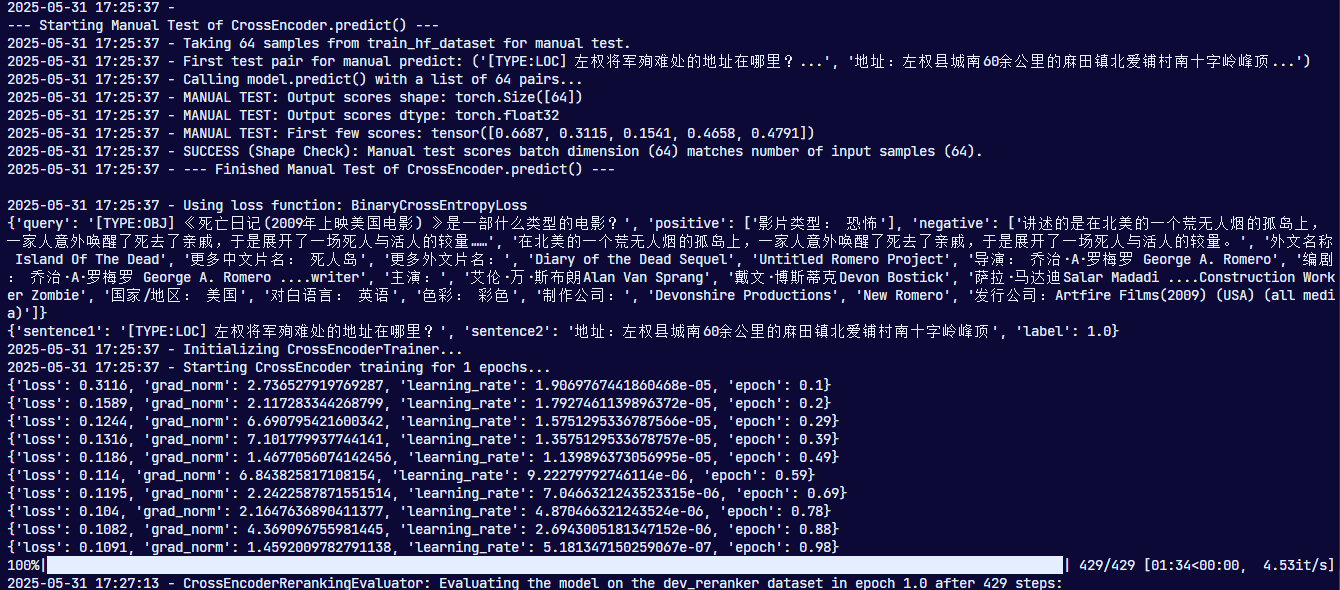 2025-05-31 17:25:37 -
--- Starting Manual Test of CrossEncoder.predict() ---
2025-05-31 17:25:37 - Taking 64 samples from train_hf_dataset for manual test.
2025-05-31 17:25:37 - First test pair for manual predict: ('[TYPE:LOC] 左权将军殉难处的地址在哪里？...', '地址：左权县城南60余公里的麻田镇北爱铺村南十字岭峰顶...')
2025-05-31 17:25:37 - Calling model.predict() with a list of 64 pairs...
2025-05-31 17:25:37 - MANUAL TEST: Output scores shape: torch.Size([64])
2025-05-31 17:25:37 - MANUAL TEST: Output scores dtype: torch.float32
2025-05-31 17:25:37 - MANUAL TEST: First few scores: tensor([0.6687, 0.3115, 0.1541, 0.4658, 0.4791])
2025-05-31 17:25:37 - SUCCESS (Shape Check): Manual test scores batch dimension (64) matches number of input samples (64).
2025-05-31 17:25:37 - --- Finished Manual Test of CrossEncoder.predict() ---
2025-05-31 17:25:37 - Using loss function: BinaryCrossEntropyLoss
{'query': '[TYPE:OBJ] 《死亡日记(2009年上映美国电影) 》是一部什么类型的电影？', 'positive': ['影片类型： 恐怖'], 'negative': ['讲述的是在北美的一个荒无人烟的孤岛上，
一家人意外唤醒了死去了亲戚，于是展开了一场死人与活人的较量……', '在北美的一个荒无人烟的孤岛上，一家人意外唤醒了死去了亲戚，于是展开了一场死人与活人的较量。', '外文名称
 Island Of The Dead', '更多中文片名： 死人岛', '更多外文片名：', 'Diary of the Dead Sequel', 'Untitled Romero Project', '导演： 乔治·A·罗梅罗 George A. Romero', '编剧
： 乔治·A·罗梅罗 George A. Romero ....writer', '主演：', '艾伦·万·斯布朗Alan Van Sprang', '戴文·博斯蒂克Devon Bostick', '萨拉·马达迪Salar Madadi ....Construction Work
er Zombie', '国家/地区： 美国', '对白语言： 英语', '色彩： 彩色', '制作公司：', 'Devonshire Productions', 'New Romero', '发行公司：Artfire Films(2009) (USA) (all medi
a)']}
{'sentence1': '[TYPE:LOC] 左权将军殉难处的地址在哪里？', 'sentence2': '地址：左权县城南60余公里的麻田镇北爱铺村南十字岭峰顶', 'label': 1.0}
2025-05-31 17:25:37 - Initializing CrossEncoderTrainer...
2025-05-31 17:25:37 - Starting CrossEncoder training for 1 epochs...
{'loss': 0.3116, 'grad_norm': 2.736527919769287, 'learning_rate': 1.9069767441860468e-05, 'epoch': 0.1}
{'loss': 0.1589, 'grad_norm': 2.117283344268799, 'learning_rate': 1.7927461139896372e-05, 'epoch': 0.2}
{'loss': 0.1244, 'grad_norm': 6.690795421600342, 'learning_rate': 1.5751295336787566e-05, 'epoch': 0.29}
{'loss': 0.1316, 'grad_norm': 7.101779937744141, 'learning_rate': 1.3575129533678757e-05, 'epoch': 0.39}
{'loss': 0.1186, 'grad_norm': 1.4677056074142456, 'learning_rate': 1.139896373056995e-05, 'epoch': 0.49}
{'loss': 0.114, 'grad_norm': 6.843825817108154, 'learning_rate': 9.22279792746114e-06, 'epoch': 0.59}
{'loss': 0.1195, 'grad_norm': 2.2422587871551514, 'learning_rate': 7.0466321243523315e-06, 'epoch': 0.69}
{'loss': 0.104, 'grad_norm': 2.1647636890411377, 'learning_rate': 4.870466321243524e-06, 'epoch': 0.78}
{'loss': 0.1082, 'grad_norm': 4.369096755981445, 'learning_rate': 2.6943005181347152e-06, 'epoch': 0.88}
{'loss': 0.1091, 'grad_norm': 1.4592009782791138, 'learning_rate': 5.181347150259067e-07, 'epoch': 0.98}
100%| | 429/429 [01:34<00:00,  4.53it/s]
2025-05-31 17:27:13 - CrossEncoderRerankingEvaluator: Evaluating the model on the dev_reranker dataset in epoch 1.0 after 429 steps: